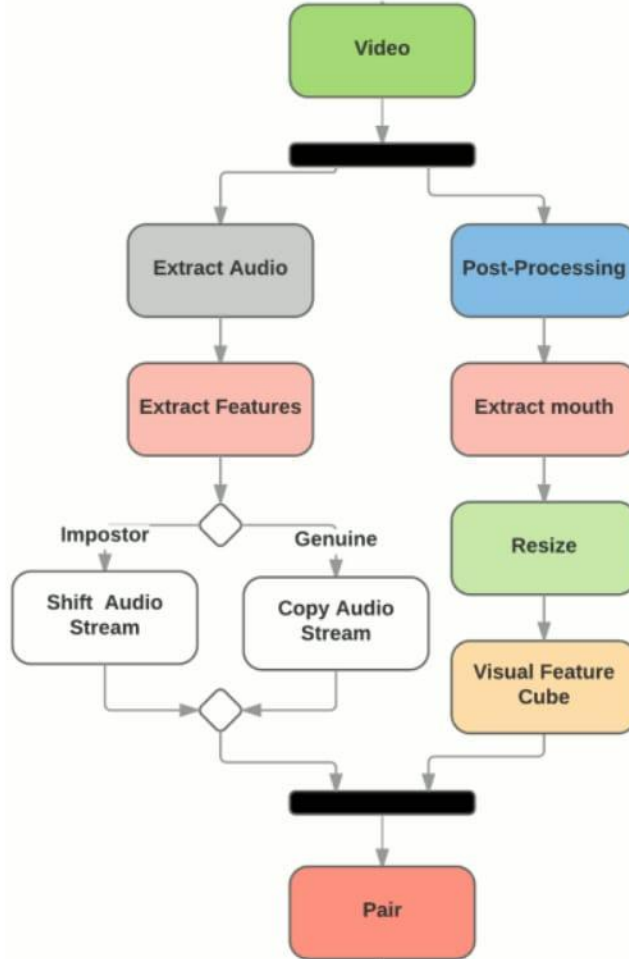 Video
Extract Audio
Post-Processing
Extract Features
Extract mouth
Impostor
Genuine
Resize
Shift Audio
Stream
Copy Audio
Stream
Visual Feature
Cube
Pair